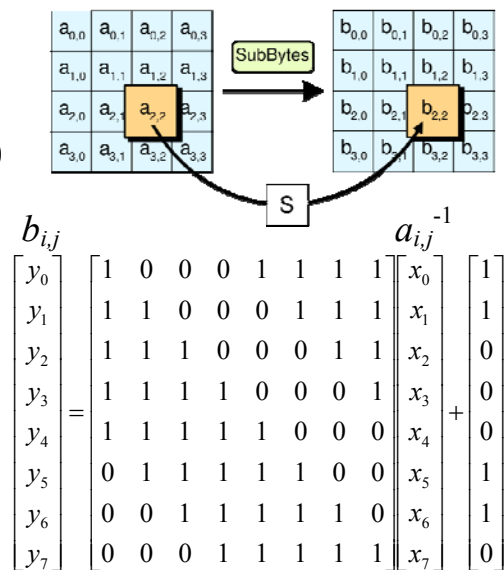 a0,0 a0,1 a0,2 a0,3 b0,0 b0,1 b0,2 b0.3
SubBytes
a1,0 a1,1 a1,2 a1,3 b1,0 b1,1 b1,2 b1.3
a2,0 a2,1 a2,2 a2,3 b2,0 b2,1 b2,2 b2.3
a3,0 a3,1 a3,2 a3,3 b3,0 b3,1 b3,2 b3,3
)
S
bi,j ai,j-1
[y0] [1 0 0 0 1 1 1 1] [x0] [1]
[y1] [1 1 0 0 0 1 1 1] [x1] [1]
[y2] [1 1 1 0 0 0 1 1] [x2] [0]
[y3] [1 1 1 1 0 0 0 1] [x3] [0]
[y4] = [1 1 1 1 1 0 0 0] [x4] + [0]
[y5] [0 1 1 1 1 1 0 0] [x5] [1]
[y6] [0 0 1 1 1 1 1 0] [x6] [1]
[y7] [0 0 0 1 1 1 1 1] [x7] [0]